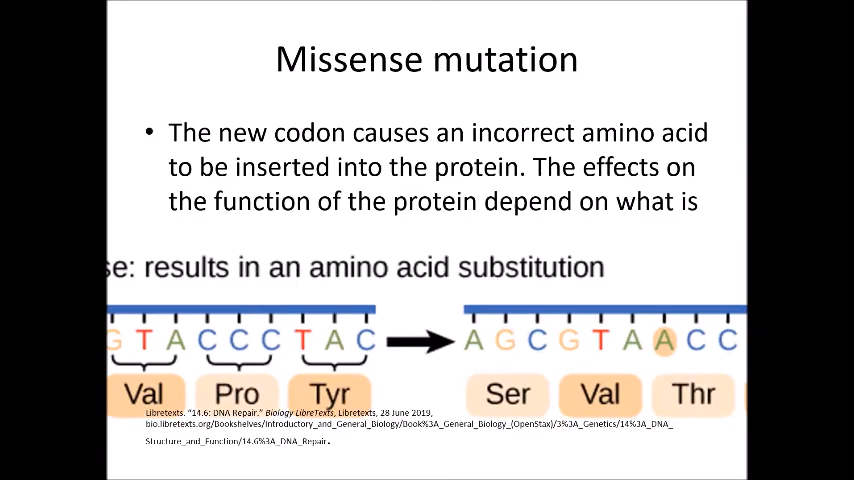 Missense mutation
• The new codon causes an incorrect amino acid
to be inserted into the protein. The effects on
the function of the protein depend on what is
se: results in an amino acid substitution
G T A C C C T A C A G C G T A A C C
Val Pro Tyr Ser Val Thr
Libretexts. “14.6: DNA Repair.” Biology LibreTexts, Libretexts, 28 June 2019,
bio.libretexts.org/Bookshelves/Introductory_and_General_Biology/Book%3A_General_Biology_(OpenStax)/3%3A_Genetics/14%3A_DNA_
Structure_and_Function/14.6%3A_DNA_Repair.